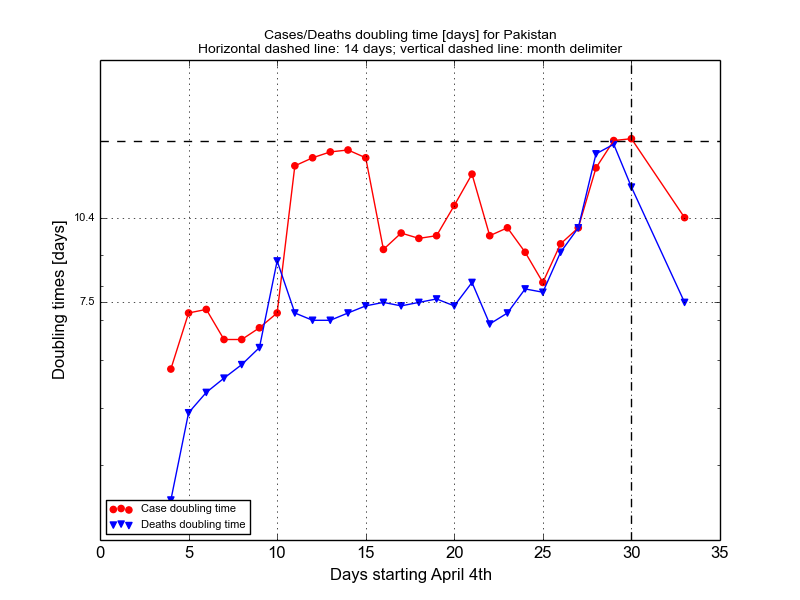 Cases/Deaths doubling time [days] for Pakistan
Horizontal dashed line: 14 days; vertical dashed line: month delimiter
Doubling times [days]
10.4
7.5
Case doubling time
Deaths doubling time
0 5 10 15 20 25 30 35
Days starting April 4th